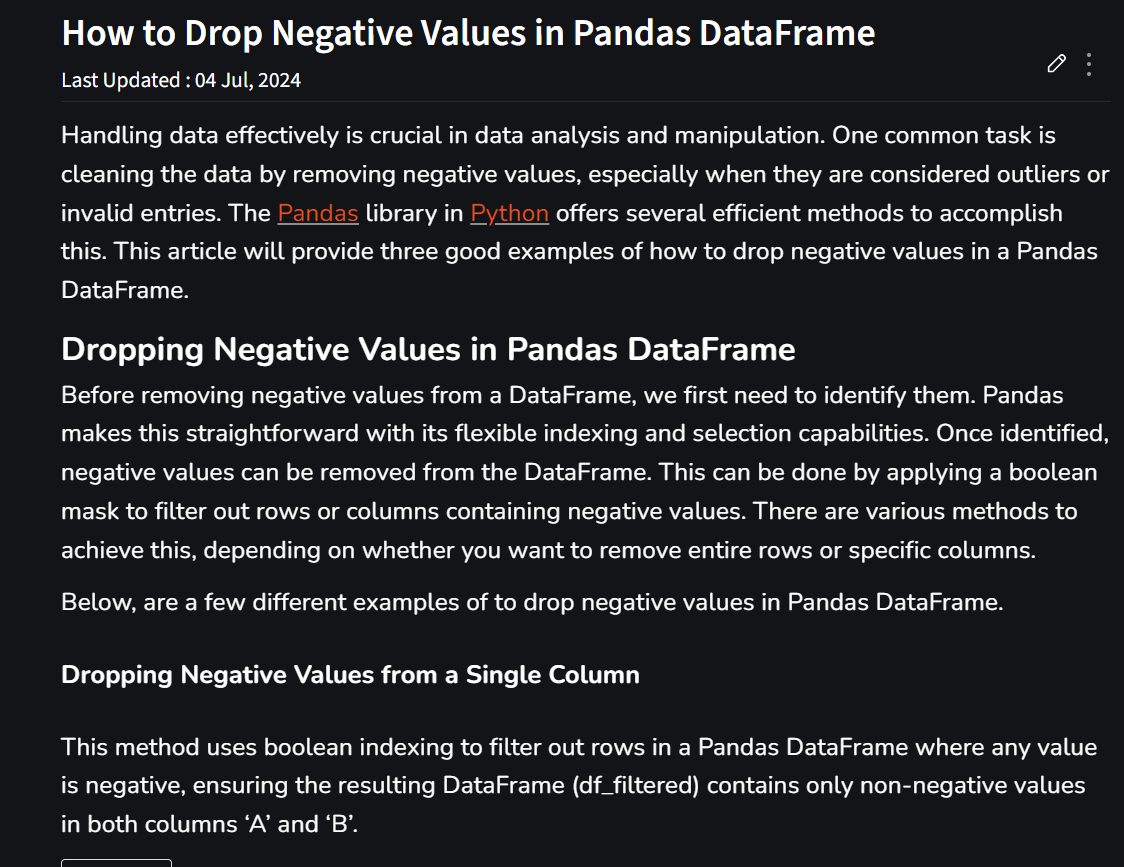 How to Drop Negative Values in Pandas DataFrame
Last Updated : 04 Jul, 2024
Handling data effectively is crucial in data analysis and manipulation. One common task is
cleaning the data by removing negative values, especially when they are considered outliers or
invalid entries. The Pandas library in Python offers several efficient methods to accomplish
this. This article will provide three good examples of how to drop negative values in a Pandas
DataFrame.
Dropping Negative Values in Pandas DataFrame
Before removing negative values from a DataFrame, we first need to identify them. Pandas
makes this straightforward with its flexible indexing and selection capabilities. Once identified,
negative values can be removed from the DataFrame. This can be done by applying a boolean
mask to filter out rows or columns containing negative values. There are various methods to
achieve this, depending on whether you want to remove entire rows or specific columns.
Below, are a few different examples of to drop negative values in Pandas DataFrame.
Dropping Negative Values from a Single Column
This method uses boolean indexing to filter out rows in a Pandas DataFrame where any value
is negative, ensuring the resulting DataFrame (df_filtered) contains only non-negative values
in both columns ‘A’ and ‘B’.